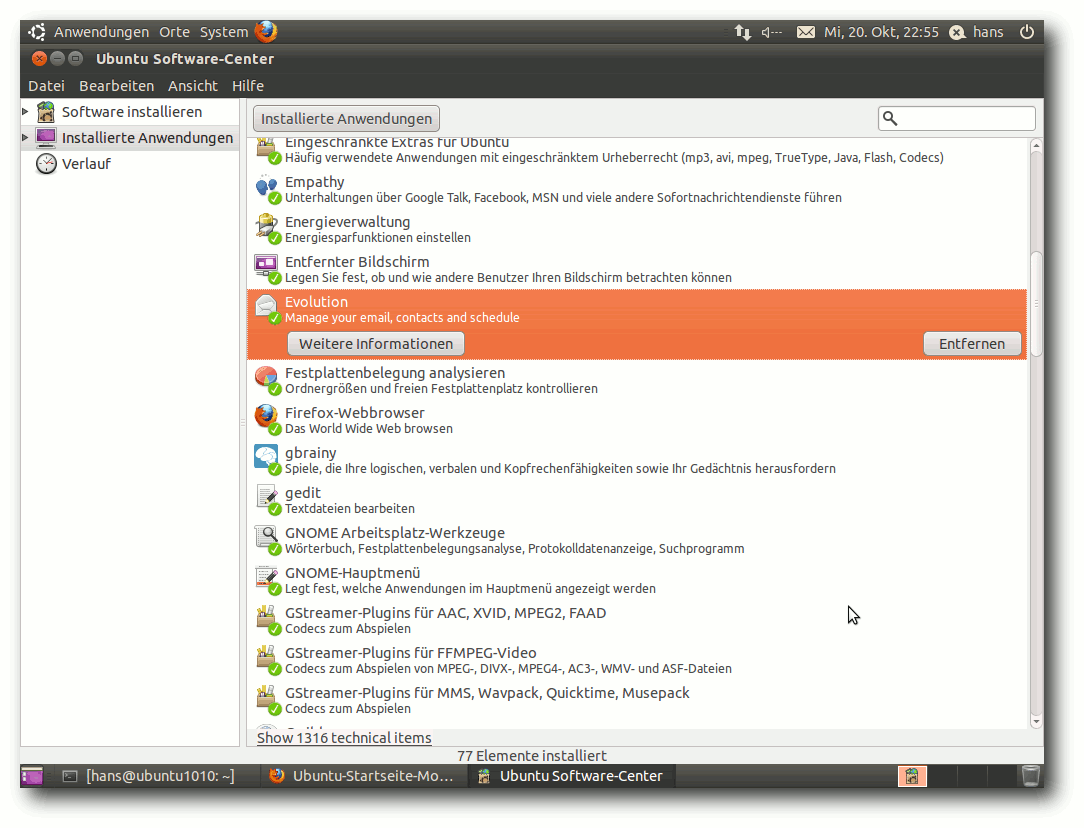 Anwendungen Orte System Mi, 20. Okt, 22:55 hans
Ubuntu Software-Center
Datei Bearbeiten Ansicht Hilfe
Software installieren
Installierte Anwendungen
Verlauf
Installierte Anwendungen
Eingeschränkte Extras für Ubuntu
Häufig verwendete Anwendungen mit eingeschränktem Urheberrecht (mp3, avi, mpeg, TrueType, Java, Flash, Codecs)
Empathy
Unterhaltungen über Google Talk, Facebook, MSN und viele andere Sofortnachrichtendienste führen
Energieverwaltung
Energiesparfunktionen einstellen
Entfernter Bildschirm
Legen Sie fest, ob und wie andere Benutzer Ihren Bildschirm betrachten können
Evolution
Manage your email, contacts and schedule
Weitere Informationen Entfernen
Festplattenbelegung analysieren
Ordnergrößen und freien Festplattenplatz kontrollieren
Firefox-Webbrowser
Das World Wide Web browsen
gbrainy
Spiele, die Ihre logischen, verbalen und Kopfrechenfähigkeiten sowie Ihr Gedächtnis herausfordern
gedit
Textdateien bearbeiten
GNOME Arbeitsplatz-Werkzeuge
Wörterbuch, Festplattenbelegungsanalyse, Protokolldatenanzeige, Suchprogramm
GNOME-Hauptmenü
Legt fest, welche Anwendungen im Hauptmenü angezeigt werden
GStreamer-Plugins für AAC, XVID, MPEG2, FAAD
Codecs zum Abspielen
GStreamer-Plugins für FFMPEG-Video
Codecs zum Abspielen von MPEG-, DIVX-, MPEG4-, AC3-, WMV- und ASF-Dateien
GStreamer-Plugins für MMS, Wavpack, Quicktime, Musepack
Codecs zum Abspielen
Show 1316 technical items
77 Elemente installiert
[hans@ubuntu1010: ~] Ubuntu-Startseite-Mo... Ubuntu Software-Center